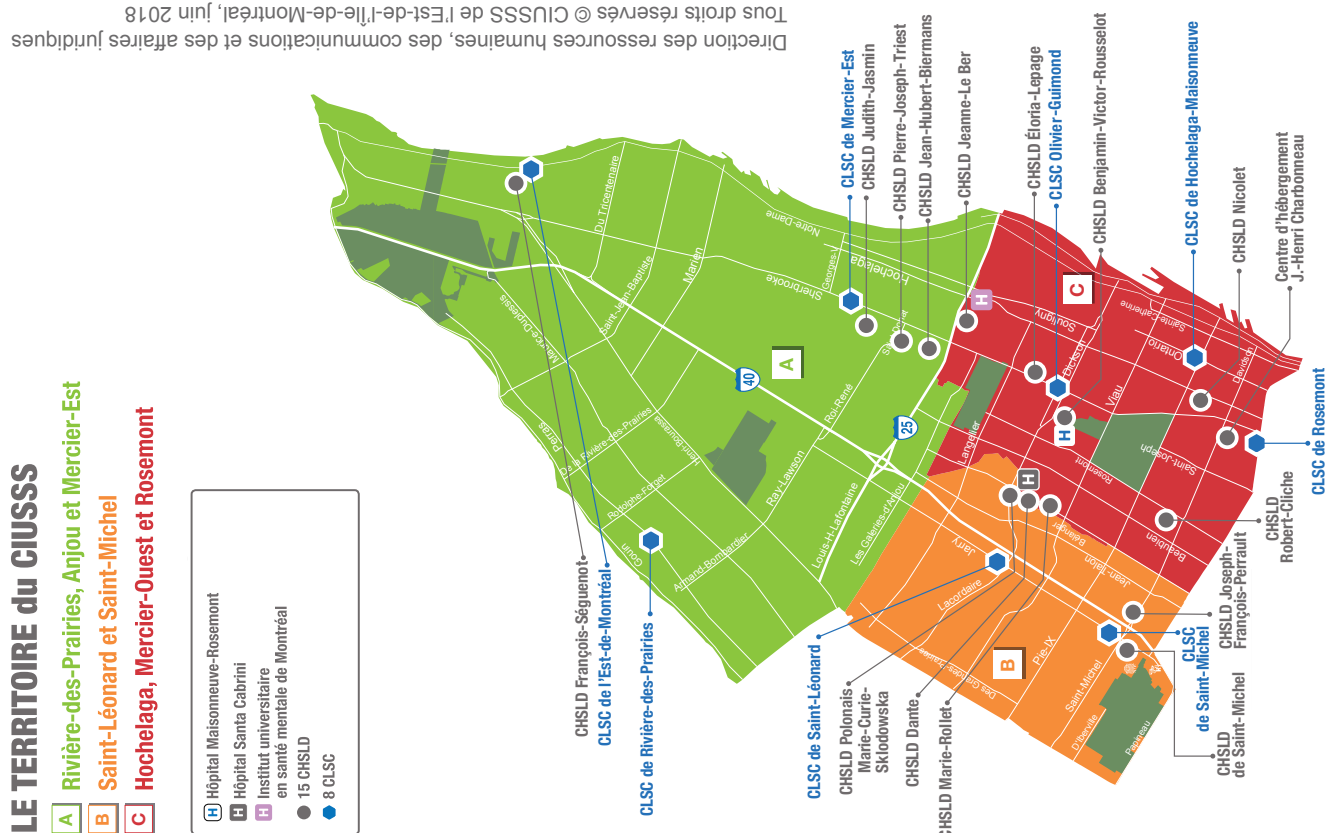 LE TERRITOIRE du CIUSSS
A Rivière-des-Prairies, Anjou et Mercier-Est
B Saint-Léonard et Saint-Michel
C Hochelaga, Mercier-Ouest et Rosemont
H Hôpital Maisonneuve-Rosemont
H Hôpital Santa Cabrini
H Institut universitaire
en santé mentale de Montréal
15 CHSLD
8 CLSC
CHSLD François-Séguenot
CLSC de l'Est-de-Montréal
CLSC de Rivière-des-Prairies
CLSC de Saint-Léonard
CHSLD Polonais
Marie-Curie-
Sklodowska
CHSLD Dante
CHSLD Marie-Rollet
CHSLD
de Saint-Michel
CLSC
de Saint-Michel
CHSLD Joseph-
François-Perrault
CHSLD
Robert-Cliche
CLSC de Rosemont
Centre d'hébergement
J.-Henri Charbonneau
CHSLD Nicolet
CLSC de Hochelaga-Maisonneuve
CHSLD Benjamin-Victor-Rousselot
CLSC Olivier-Guimond
CHSLD Éloria-Lepage
CHSLD Jeanne-Le Ber
CHSLD Jean-Hubert-Biermans
CHSLD Pierre-Joseph-Triest
CHSLD Judith-Jasmin
CLSC de Mercier-Est
A
B
C
H
H
H
40
25
Du Tricentenaire
Notre-Dame
Marien
Saint-Jean-Baptiste
Sherbrooke
Georges-V
Hochelaga
Maurice-Duplessis
Perras
De la Rivière-des-Prairies
Henri-Bourassa
Rodolphe-Forget
Gouin
Armand-Bombardier
Ray-Lawson
Roi-René
Louis-H-Lafontaine
Les Galeries-d'Anjou
Langelier
Souligny
Dickson
Sainte-Catherine
Ontario
Davidson
Viau
Rosemont
Saint-Joseph
Beaubien
Bélanger
Jean-Talon
Jarry
Lacordaire
Pie-IX
Des Grandes-Prairies
Saint-Michel
D'Iberville
Papineau
Direction des ressources humaines, des communications et des affaires juridiques
Tous droits réservés © CIUSSS de l'Est-de-l'Île-de-Montréal, juin 2018